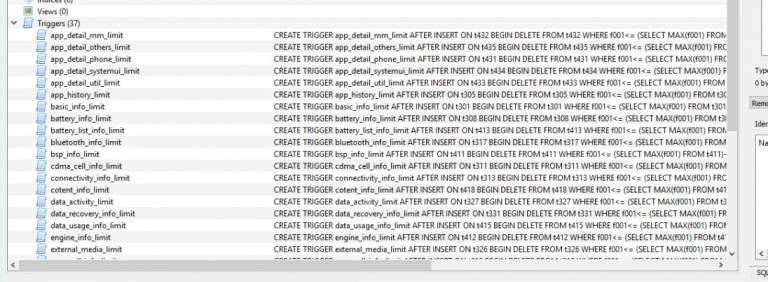 Views (0)
Triggers (37)
app_detail_mm_limit CREATE TRIGGER app_detail_mm_limit AFTER INSERT ON t432 BEGIN DELETE FROM t432 WHERE f001<= (SELECT MAX(f001) FROM
app_detail_others_limit CREATE TRIGGER app_detail_others_limit AFTER INSERT ON t435 BEGIN DELETE FROM t435 WHERE f001<= (SELECT MAX(f001) FROM
app_detail_phone_limit CREATE TRIGGER app_detail_phone_limit AFTER INSERT ON t431 BEGIN DELETE FROM t431 WHERE f001<= (SELECT MAX(f001) FROM
app_detail_systemui_limit CREATE TRIGGER app_detail_systemui_limit AFTER INSERT ON t434 BEGIN DELETE FROM t434 WHERE f001<= (SELECT MAX(f001) FR
app_detail_util_limit CREATE TRIGGER app_detail_util_limit AFTER INSERT ON t433 BEGIN DELETE FROM t433 WHERE f001<= (SELECT MAX(f001) FROM
app_history_limit CREATE TRIGGER app_history_limit AFTER INSERT ON t305 BEGIN DELETE FROM t305 WHERE f001<= (SELECT MAX(f001) FROM t30
basic_info_limit CREATE TRIGGER basic_info_limit AFTER INSERT ON t301 BEGIN DELETE FROM t301 WHERE f001<= (SELECT MAX(f001) FROM t301
battery_info_limit CREATE TRIGGER battery_info_limit AFTER INSERT ON t308 BEGIN DELETE FROM t308 WHERE f001<= (SELECT MAX(f001) FROM t3
battery_list_info_limit CREATE TRIGGER battery_list_info_limit AFTER INSERT ON t413 BEGIN DELETE FROM t413 WHERE f001<= (SELECT MAX(f001) FROM
bluetooth_info_limit CREATE TRIGGER bluetooth_info_limit AFTER INSERT ON t317 BEGIN DELETE FROM t317 WHERE f001<= (SELECT MAX(f001) FROM
bsp_info_limit CREATE TRIGGER bsp_info_limit AFTER INSERT ON t411 BEGIN DELETE FROM t411 WHERE f001<= (SELECT MAX(f001) FROM t411)-
cdma_cell_info_limit CREATE TRIGGER cdma_cell_info_limit AFTER INSERT ON t311 BEGIN DELETE FROM t311 WHERE f001<= (SELECT MAX(f001) FROM
connectivity_info_limit CREATE TRIGGER connectivity_info_limit AFTER INSERT ON t313 BEGIN DELETE FROM t313 WHERE f001<= (SELECT MAX(f001) FROM
cotent_info_limit CREATE TRIGGER cotent_info_limit AFTER INSERT ON t418 BEGIN DELETE FROM t418 WHERE f001<= (SELECT MAX(f001) FROM t41
data_activity_limit CREATE TRIGGER data_activity_limit AFTER INSERT ON t327 BEGIN DELETE FROM t327 WHERE f001<= (SELECT MAX(f001) FROM t3
data_recovery_info_limit CREATE TRIGGER data_recovery_info_limit AFTER INSERT ON t331 BEGIN DELETE FROM t331 WHERE f001<= (SELECT MAX(f001) FR
data_usage_info_limit CREATE TRIGGER data_usage_info_limit AFTER INSERT ON t415 BEGIN DELETE FROM t415 WHERE f001<= (SELECT MAX(f001) FROM
engine_info_limit CREATE TRIGGER engine_info_limit AFTER INSERT ON t412 BEGIN DELETE FROM t412 WHERE f001<= (SELECT MAX(f001) FROM t4
external_media_limit CREATE TRIGGER external_media_limit AFTER INSERT ON t326 BEGIN DELETE FROM t326 WHERE f001<= (SELECT MAX(f001) FROM
Type
0 by
Remo
Iden
Na
SQL